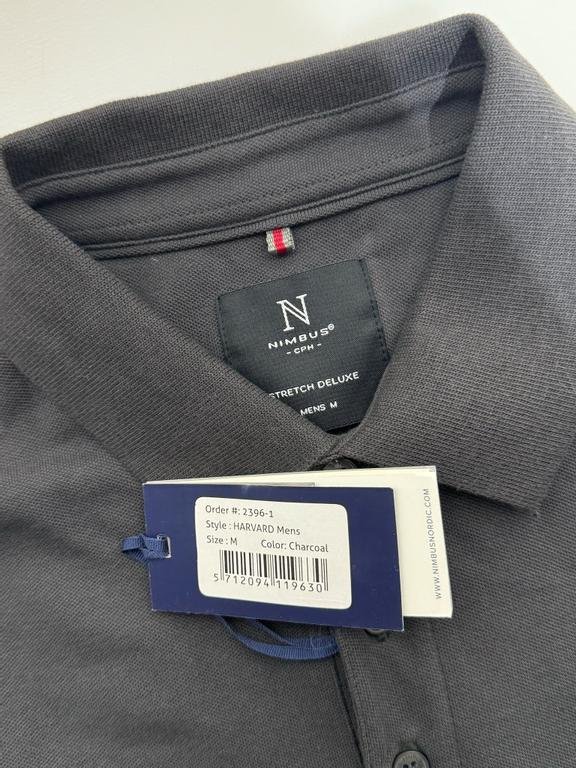 N
NIMBUS®
- CPH -
STRETCH DELUXE
MENS M
Order #: 2396-1
Style : HARVARD Mens
Size : M Color: Charcoal
5 712094 119630
WWW.NIMBUSNORDIC.COM